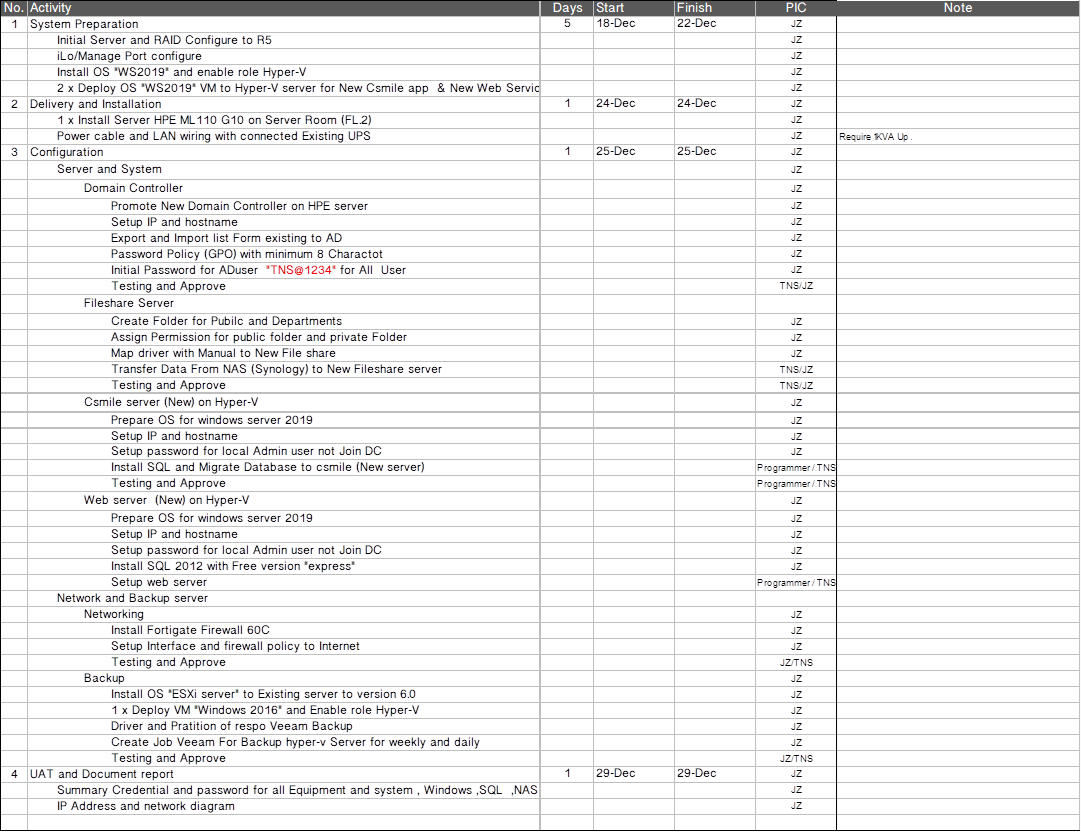 No. Activity Days Start Finish PIC Note
1 System Preparation 5 18-Dec 22-Dec JZ
Initial Server and RAID Configure to R5 JZ
iLo/Manage Port configure JZ
Install OS "WS2019" and enable role Hyper-V JZ
2 x Deploy OS "WS2019" VM to Hyper-V server for New Csmile app & New Web Servic JZ
2 Delivery and Installation 1 24-Dec 24-Dec JZ
1 x Install Server HPE ML110 G10 on Server Room (FL.2) JZ
Power cable and LAN wiring with connected Existing UPS JZ Require 1KVA Up .
3 Configuration 1 25-Dec 25-Dec JZ
Server and System JZ
Domain Controller JZ
Promote New Domain Controller on HPE server JZ
Setup IP and hostname JZ
Export and Import list Form existing to AD JZ
Password Policy (GPO) with minimum 8 Charactot JZ
Initial Password for ADuser "TNS@1234" for All User JZ
Testing and Approve TNS/JZ
Fileshare Server
Create Folder for Pubilc and Departments JZ
Assign Permission for public folder and private Folder JZ
Map driver with Manual to New File share JZ
Transfer Data From NAS (Synology) to New Fileshare server TNS/JZ
Testing and Approve TNS/JZ
Csmile server (New) on Hyper-V JZ
Prepare OS for windows server 2019 JZ
Setup IP and hostname JZ
Setup password for local Admin user not Join DC JZ
Install SQL and Migrate Database to csmile (New server) Programmer / TNS
Testing and Approve Programmer / TNS
Web server (New) on Hyper-V JZ
Prepare OS for windows server 2019 JZ
Setup IP and hostname JZ
Setup password for local Admin user not Join DC JZ
Install SQL 2012 with Free version "express" JZ
Setup web server Programmer / TNS
Network and Backup server
Networking JZ
Install Fortigate Firewall 60C JZ
Setup Interface and firewall policy to Internet JZ
Testing and Approve JZ/TNS
Backup JZ
Install OS "ESXi server" to Existing server to version 6.0 JZ
1 x Deploy VM "Windows 2016" and Enable role Hyper-V JZ
Driver and Pratition of respo Veeam Backup JZ
Create Job Veeam For Backup hyper-v Server for weekly and daily JZ
Testing and Approve JZ/TNS
4 UAT and Document report 1 29-Dec 29-Dec JZ
Summary Credential and password for all Equipment and system , Windows ,SQL ,NAS JZ
IP Address and network diagram JZ